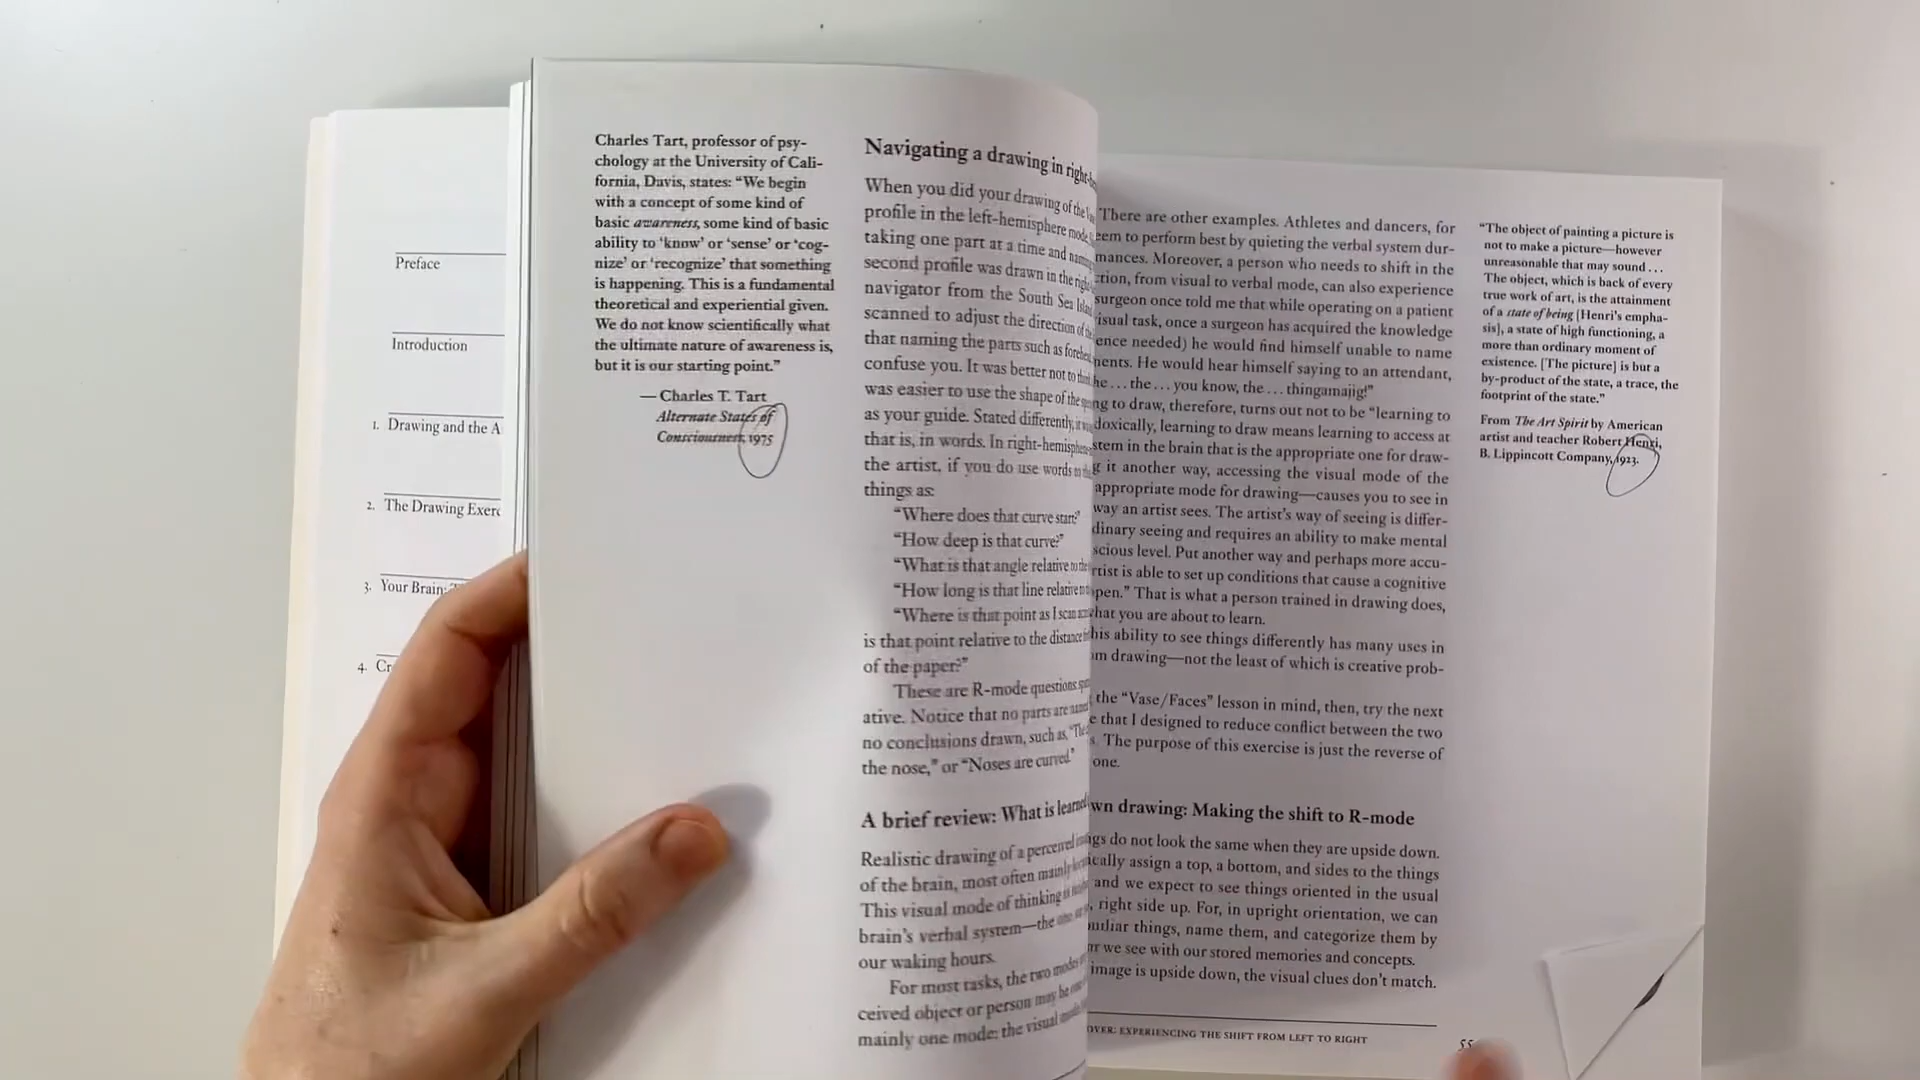 Preface
Introduction
1. Drawing and the A
2. The Drawing Exerc
3. Your Brain:
4. Cr
Charles Tart, professor of psy-
chology at the University of Cali-
fornia, Davis, states: “We begin
with a concept of some kind of
basic awareness, some kind of basic
ability to ‘know’ or ‘sense’ or ‘cog-
nize’ or ‘recognize’ that something
is happening. This is a fundamental
theoretical and experiential given.
We do not know scientifically what
the ultimate nature of awareness is,
but it is our starting point.”
— Charles T. Tart
Alternate States of
Consciousness, 1975
Navigating a drawing in right-
When you did your drawing of the
profile in the left-hemisphere mode,
taking one part at a time and naming
second profile was drawn in the right-
navigator from the South Sea Island
scanned to adjust the direction of
that naming the parts such as forehead,
confuse you. It was better not to think
was easier to use the shape of the
as your guide. Stated differently, it
that is, in words. In right-hemisphere
the artist, if you do use words to
things as:
“Where does that curve start?”
“How deep is that curve?”
“What is that angle relative to the
“How long is that line relative to
“Where is that point as I scan
is that point relative to the distance
of the paper?”
These are R-mode questions:
ative. Notice that no parts are named
no conclusions drawn, such as, “The
the nose,” or “Noses are curved.”
A brief review: What is learned
Realistic drawing of a perceived
of the brain, most often mainly
This visual mode of thinking is
brain’s verbal system—the one
our waking hours.
For most tasks, the two modes
ceived object or person may be one
mainly one mode: the visual mode
There are other examples. Athletes and dancers, for
eem to perform best by quieting the verbal system dur-
mances. Moreover, a person who needs to shift in the
ction, from visual to verbal mode, can also experience
surgeon once told me that while operating on a patient
isual task, once a surgeon has acquired the knowledge
ence needed) he would find himself unable to name
ments. He would hear himself saying to an attendant,
he . . . the . . . you know, the . . . thingamajig!”
ng to draw, therefore, turns out not to be “learning to
doxically, learning to draw means learning to access at
stem in the brain that is the appropriate one for draw-
g it another way, accessing the visual mode of the
appropriate mode for drawing—causes you to see in
way an artist sees. The artist’s way of seeing is differ-
dinary seeing and requires an ability to make mental
scious level. Put another way and perhaps more accu-
rtist is able to set up conditions that cause a cognitive
pen.” That is what a person trained in drawing does,
hat you are about to learn.
his ability to see things differently has many uses in
om drawing—not the least of which is creative prob-
the “Vase/Faces” lesson in mind, then, try the next
e that I designed to reduce conflict between the two
s. The purpose of this exercise is just the reverse of
one.
wn drawing: Making the shift to R-mode
ngs do not look the same when they are upside down.
ically assign a top, a bottom, and sides to the things
and we expect to see things oriented in the usual
, right side up. For, in upright orientation, we can
miliar things, name them, and categorize them by
we see with our stored memories and concepts.
image is upside down, the visual clues don’t match.
OVER: EXPERIENCING THE SHIFT FROM LEFT TO RIGHT
55
“The object of painting a picture is
not to make a picture—however
unreasonable that may sound . . .
The object, which is back of every
true work of art, is the attainment
of a state of being [Henri’s empha-
sis], a state of high functioning, a
more than ordinary moment of
existence. [The picture] is but a
by-product of the state, a trace, the
footprint of the state.”
From The Art Spirit by American
artist and teacher Robert Henri,
B. Lippincott Company, 1923.